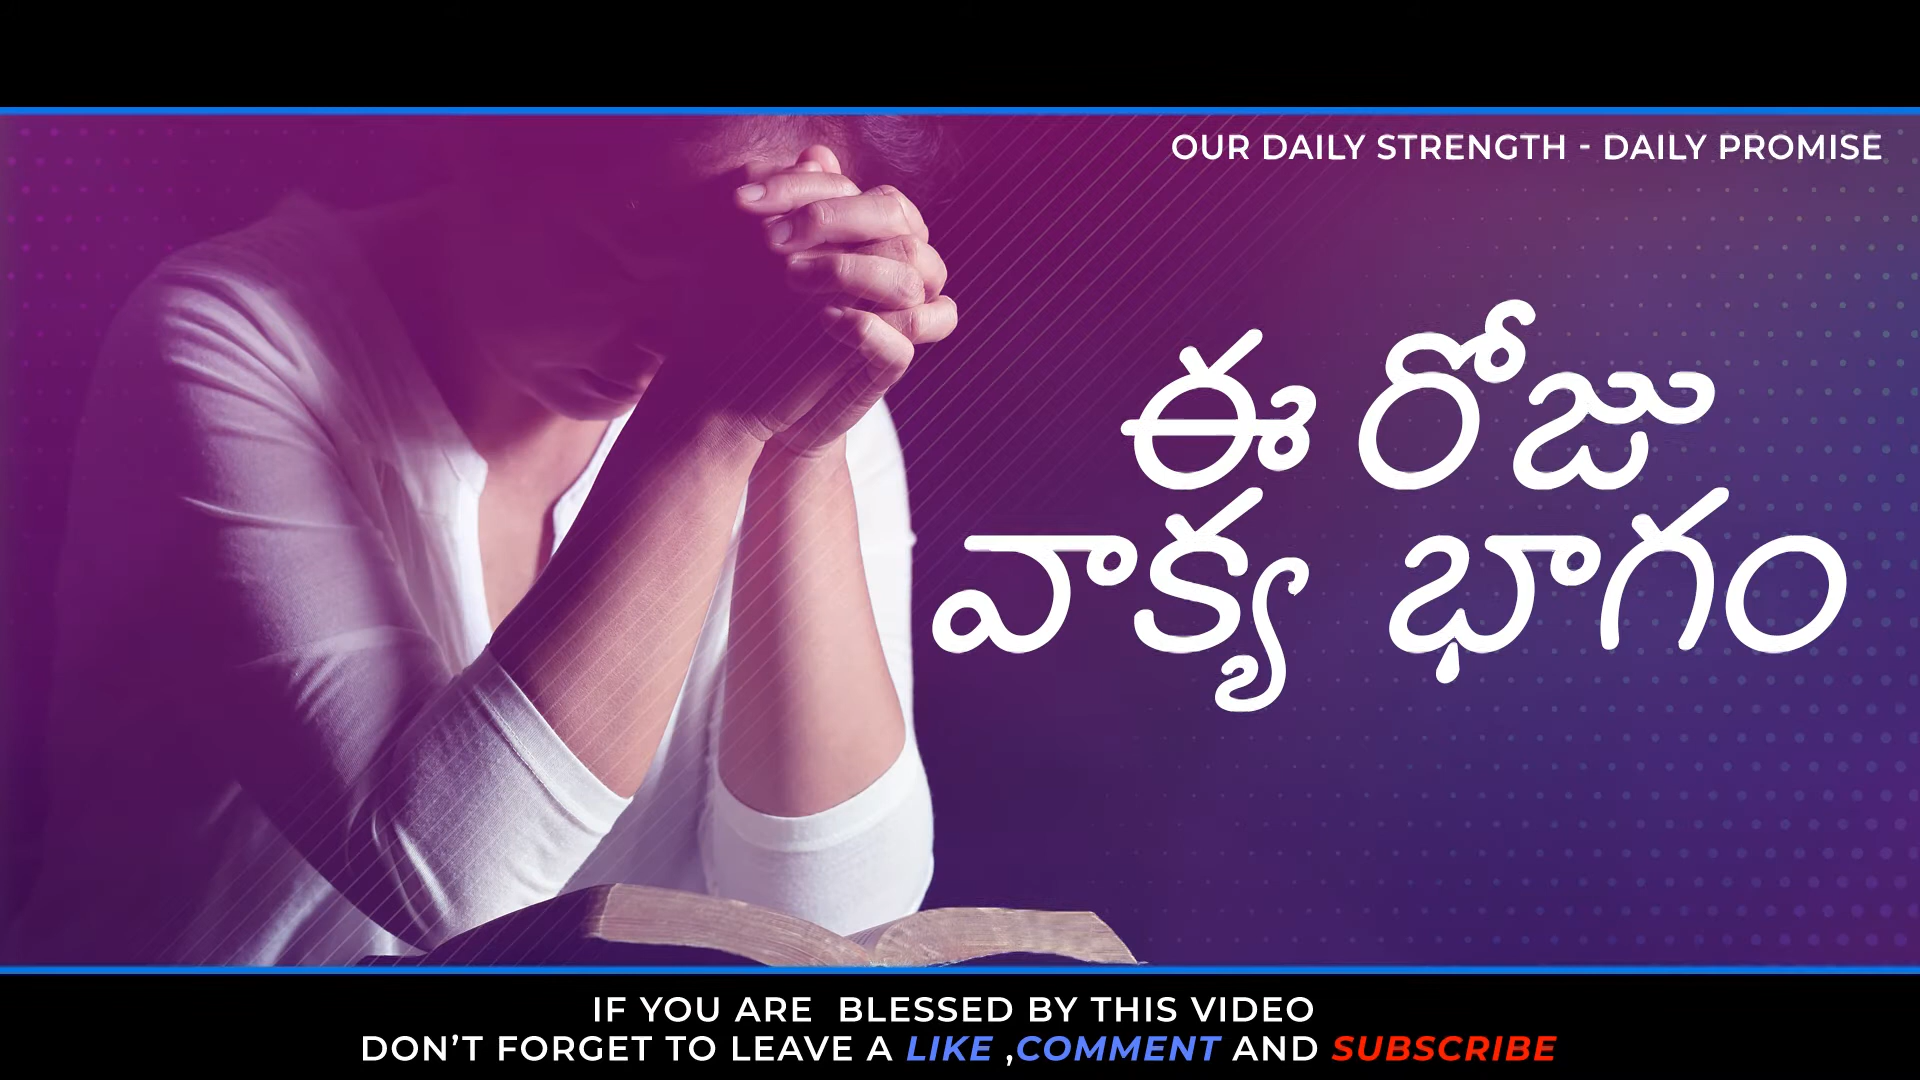 OUR DAILY STRENGTH - DAILY PROMISE
ఈ రోజు
వాక్య భాగం
IF YOU ARE BLESSED BY THIS VIDEO
DON'T FORGET TO LEAVE A LIKE ,COMMENT AND SUBSCRIBE